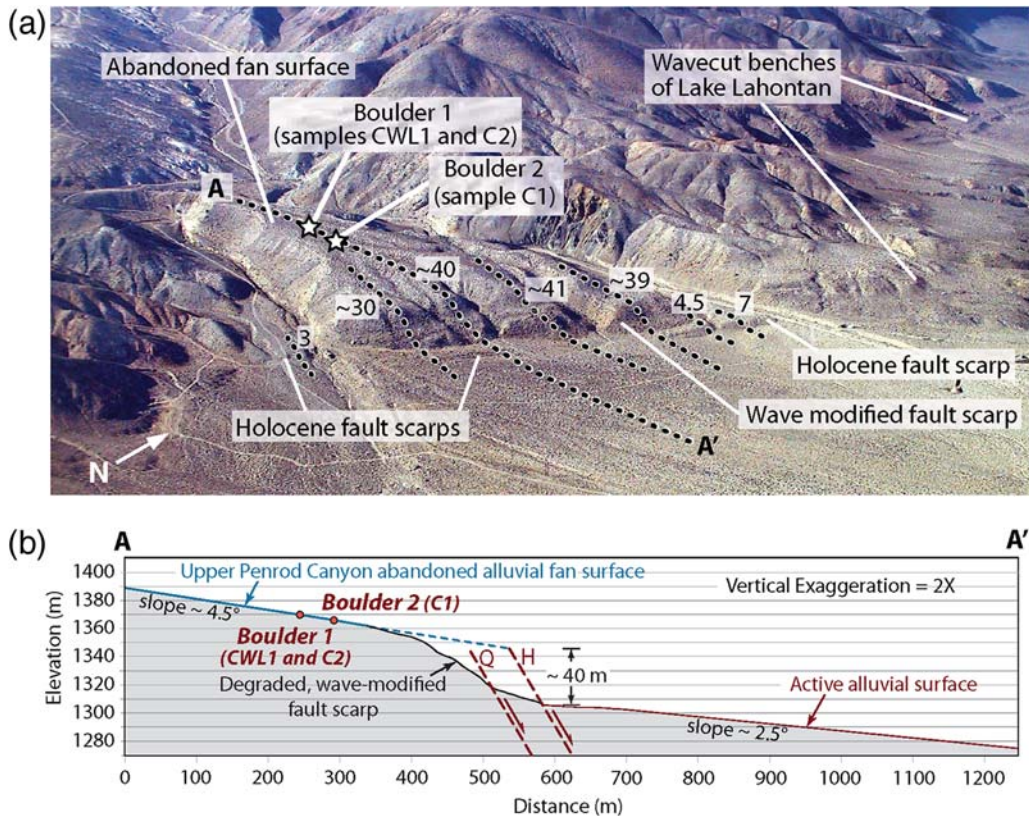 (a)
Abandoned fan surface
Wavecut benches
of Lake Lahontan
Boulder 1
(samples CWL1 and C2)
Boulder 2
(sample C1)
A
~30
~40
~41
~39
4.5
7
3
Holocene fault scarp
Holocene fault scarps
Wave modified fault scarp
A'
N
(b)
A
A'
Upper Penrod Canyon abandoned alluvial fan surface
Vertical Exaggeration = 2X
slope ~ 4.5°
Boulder 2 (C1)
Boulder 1
(CWL1 and C2)
Degraded, wave-modified
fault scarp
Q
H
~ 40 m
Active alluvial surface
slope ~ 2.5°
Elevation (m)
1400
1380
1360
1340
1320
1300
1280
0
100
200
300
400
500
600
700
800
900
1000
1100
1200
Distance (m)